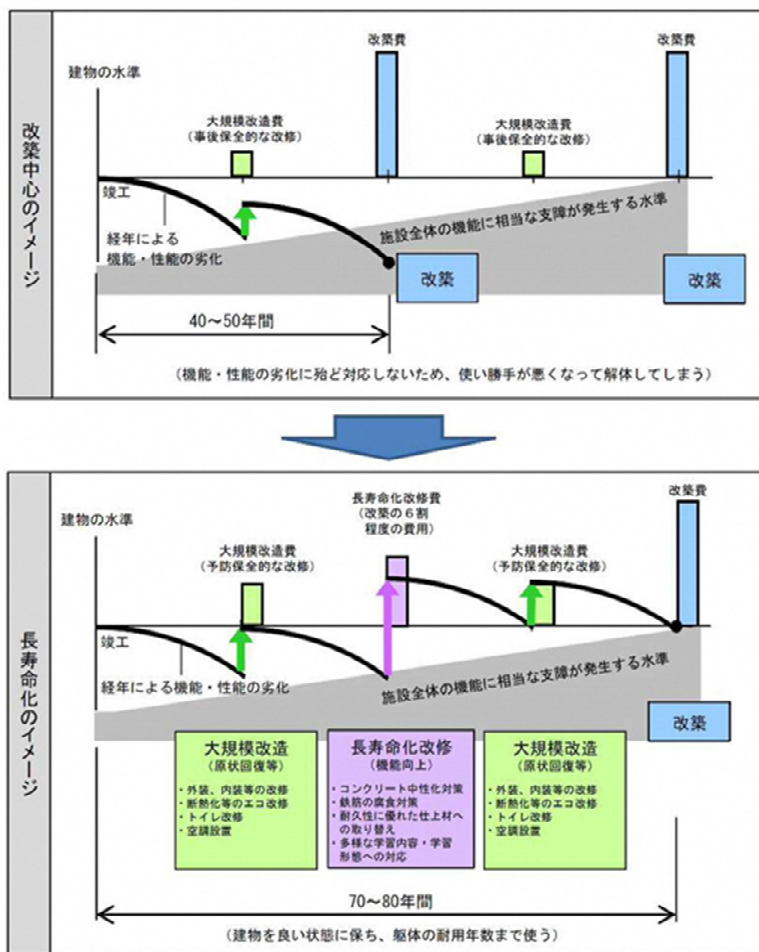 改築中心のイメージ
建物の水準
改築費
改築費
大規模改造費
（事後保全的な改修）
大規模改造費
（事後保全的な改修）
竣工
経年による
機能・性能の劣化
施設全体の機能に相当な支障が発生する水準
改築
改築
40～50年間
（機能・性能の劣化に殆ど対応しないため、使い勝手が悪くなって解体してしまう）
長寿命化のイメージ
建物の水準
大規模改造費
（予防保全的な改修）
長寿命化改修費
（改築の６割
程度の費用）
大規模改造費
（予防保全的な改修）
改築費
竣工
経年による機能・性能の劣化
施設全体の機能に相当な支障が発生する水準
改築
大規模改造
（原状回復等）
・外装、内装等の改修
・断熱化等のエコ改修
・トイレ改修
・空調設置
長寿命化改修
（機能向上）
・コンクリート中性化対策
・鉄筋の腐食対策
・耐久性に優れた仕上材へ
の取り替え
・多様な学習内容・学習
形態への対応
大規模改造
（原状回復等）
・外装、内装等の改修
・断熱化等のエコ改修
・トイレ改修
・空調設置
70～80年間
（建物を良い状態に保ち、躯体の耐用年数まで使う）